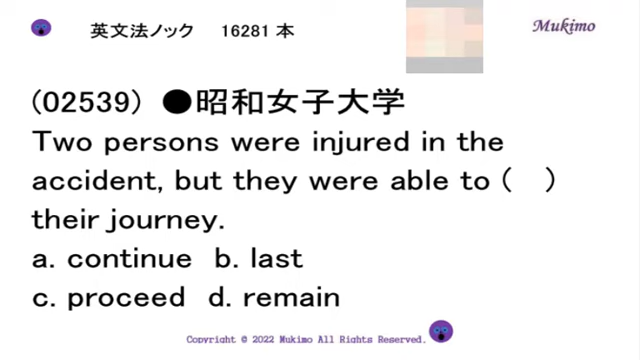 英文法ノック 16281 本
Mukimo
(02539) ●昭和女子大学
Two persons were injured in the
accident, but they were able to ( )
their journey.
a. continue b. last
c. proceed d. remain
Copyright @ 2022 Mukimo All Rights Reserved.